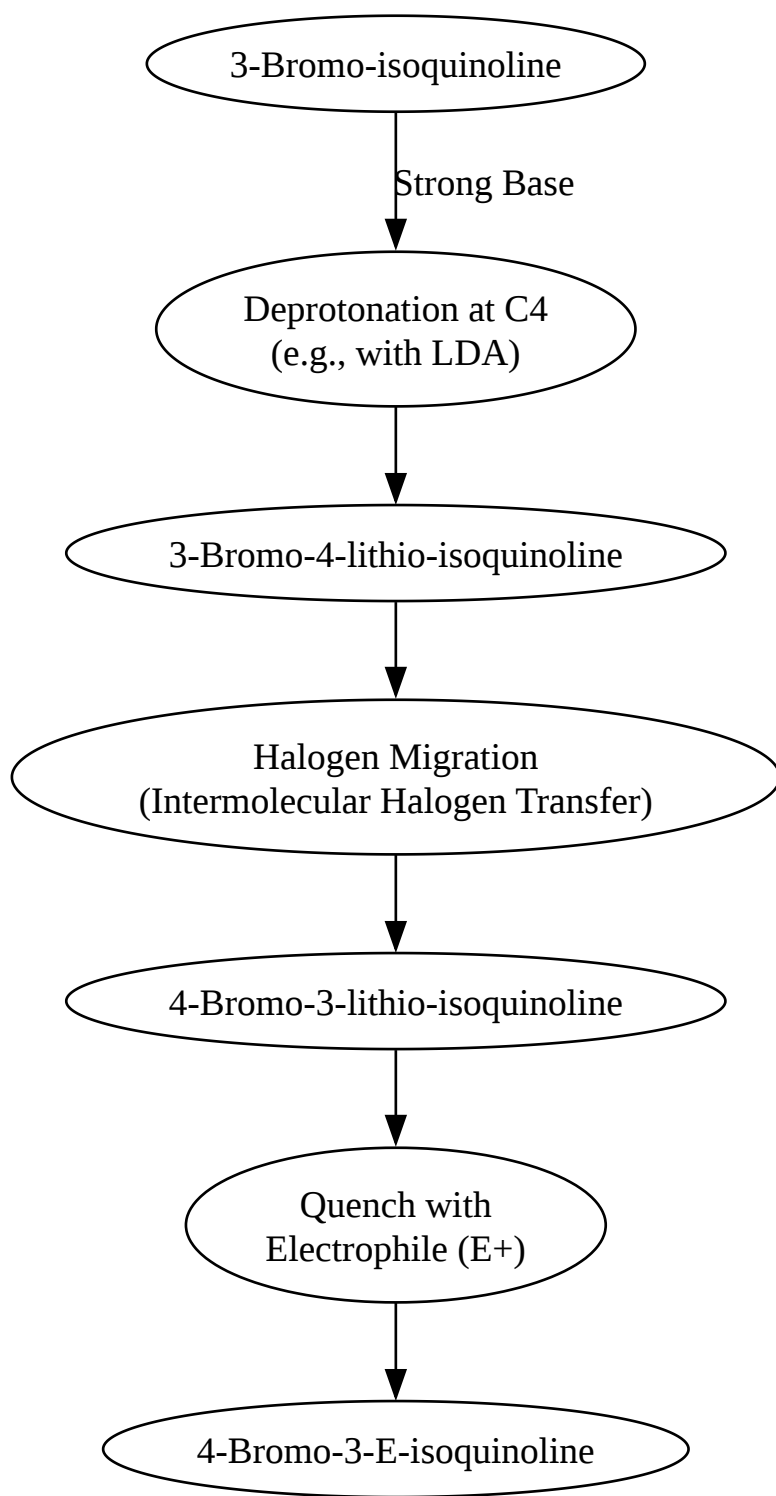 3-Bromo-isoquinoline
Strong Base
Deprotonation at C4
(e.g., with LDA)
3-Bromo-4-lithio-isoquinoline
Halogen Migration
(Intermolecular Halogen Transfer)
4-Bromo-3-lithio-isoquinoline
Quench with
Electrophile (E+)
4-Bromo-3-E-isoquinoline